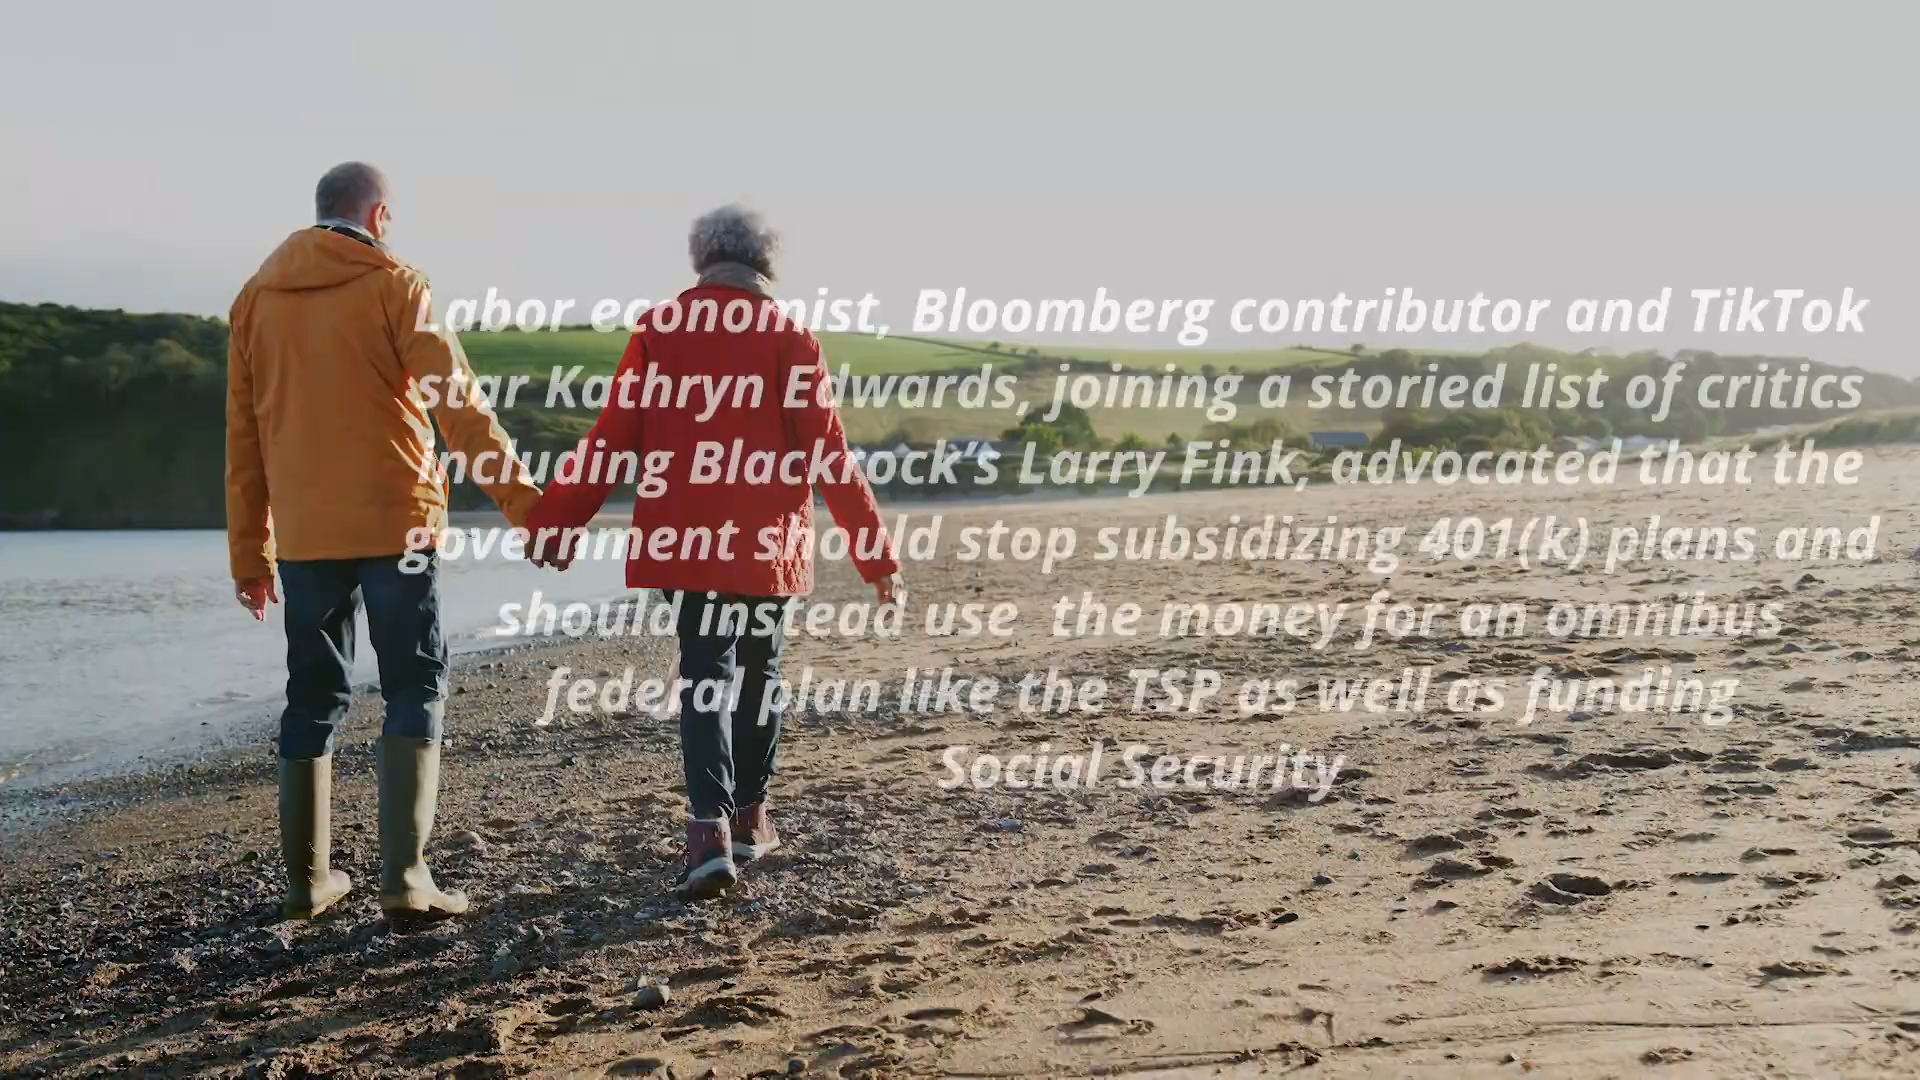 Labor economist, Bloomberg contributor and TikTok
star Kathryn Edwards, joining a storied list of critics
including Blackrock's Larry Fink, advocated that the
government should stop subsidizing 401(k) plans and
should instead use the money for an omnibus
federal plan like the TSP as well as funding
Social Security